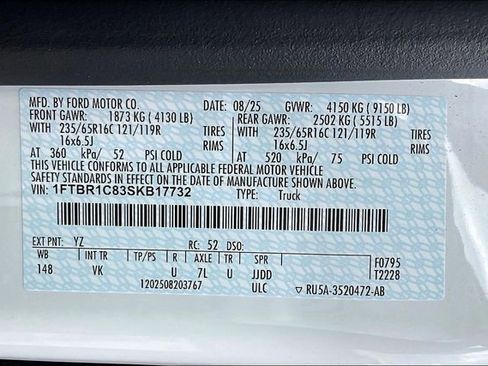 MFD. BY FORD MOTOR CO. DATE: 08/25 GVWR: 4150 KG ( 9150 LB)
FRONT GAWR: 1873 KG ( 4130 LB) REAR GAWR: 2502 KG ( 5515 LB)
WITH 235/65R16C 121/119R TIRES WITH 235/65R16C 121/119R TIRES
16x6.5J RIMS 16x6.5J RIMS
AT 360 kPa/ 52 PSI COLD AT 520 kPa/ 75 PSI COLD
THIS VEHICLE CONFORMS TO ALL APPLICABLE FEDERAL MOTOR VEHICLE
SAFETY STANDARDS IN EFFECT ON THE DATE OF MANUFACTURE SHOWN ABOVE.
VIN: 1FTBR1C83SKB17732 TYPE: Truck
EXT PNT: YZ RC: 52 DSO:
WB BRK INT TR TP/PS R AXLE TR SPR F0795
148 VK U 7L U JJDD T2228
1202508203767 ULC ▽ RU5A-3520472-AB